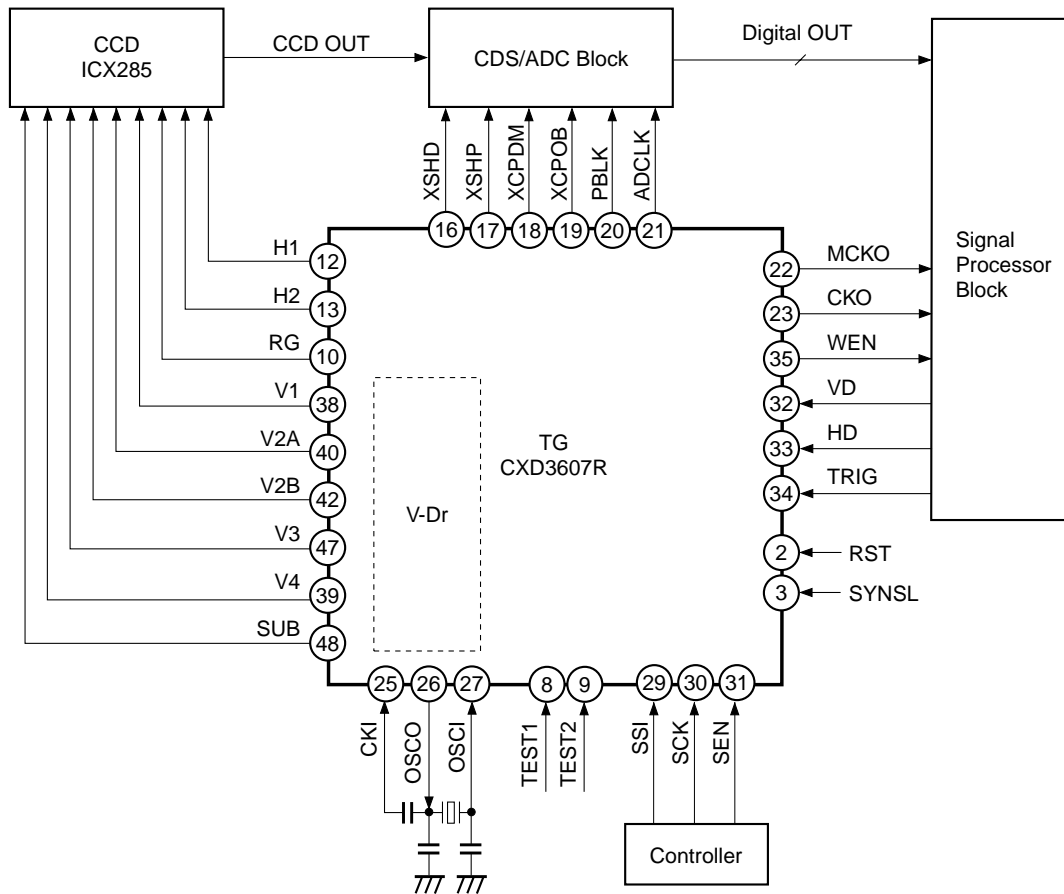 CCD
ICX285
CCD OUT
CDS/ADC Block
Digital OUT
Signal
Processor
Block
XSHD
XSHP
XCPDM
XCPOB
PBLK
ADCLK
16
17
18
19
20
21
H1
12
H2
13
RG
10
V1
38
V2A
40
V2B
42
V3
47
V4
39
SUB
48
TG
CXD3607R
V-Dr
22
MCKO
23
CKO
35
WEN
32
VD
33
HD
34
TRIG
2
RST
3
SYNSL
25
26
27
8
9
29
30
31
CKI
OSCO
OSCI
TEST1
TEST2
SSI
SCK
SEN
Controller